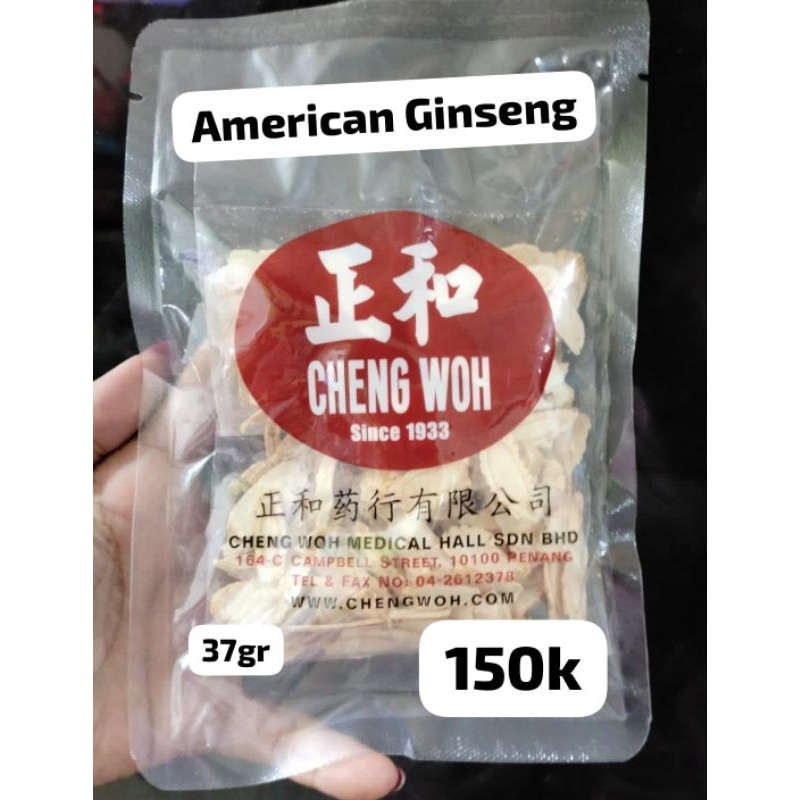 American Ginseng
正和
CHENG WOH
Since 1933
正和药行有限公司
CHENG WOH MEDICAL HALL SDN BHD
164-C CAMPBELL STREET, 10100 PENANG
TEL & FAX NO: 04-2612378
WWW.CHENGWOH.COM
37gr
150k